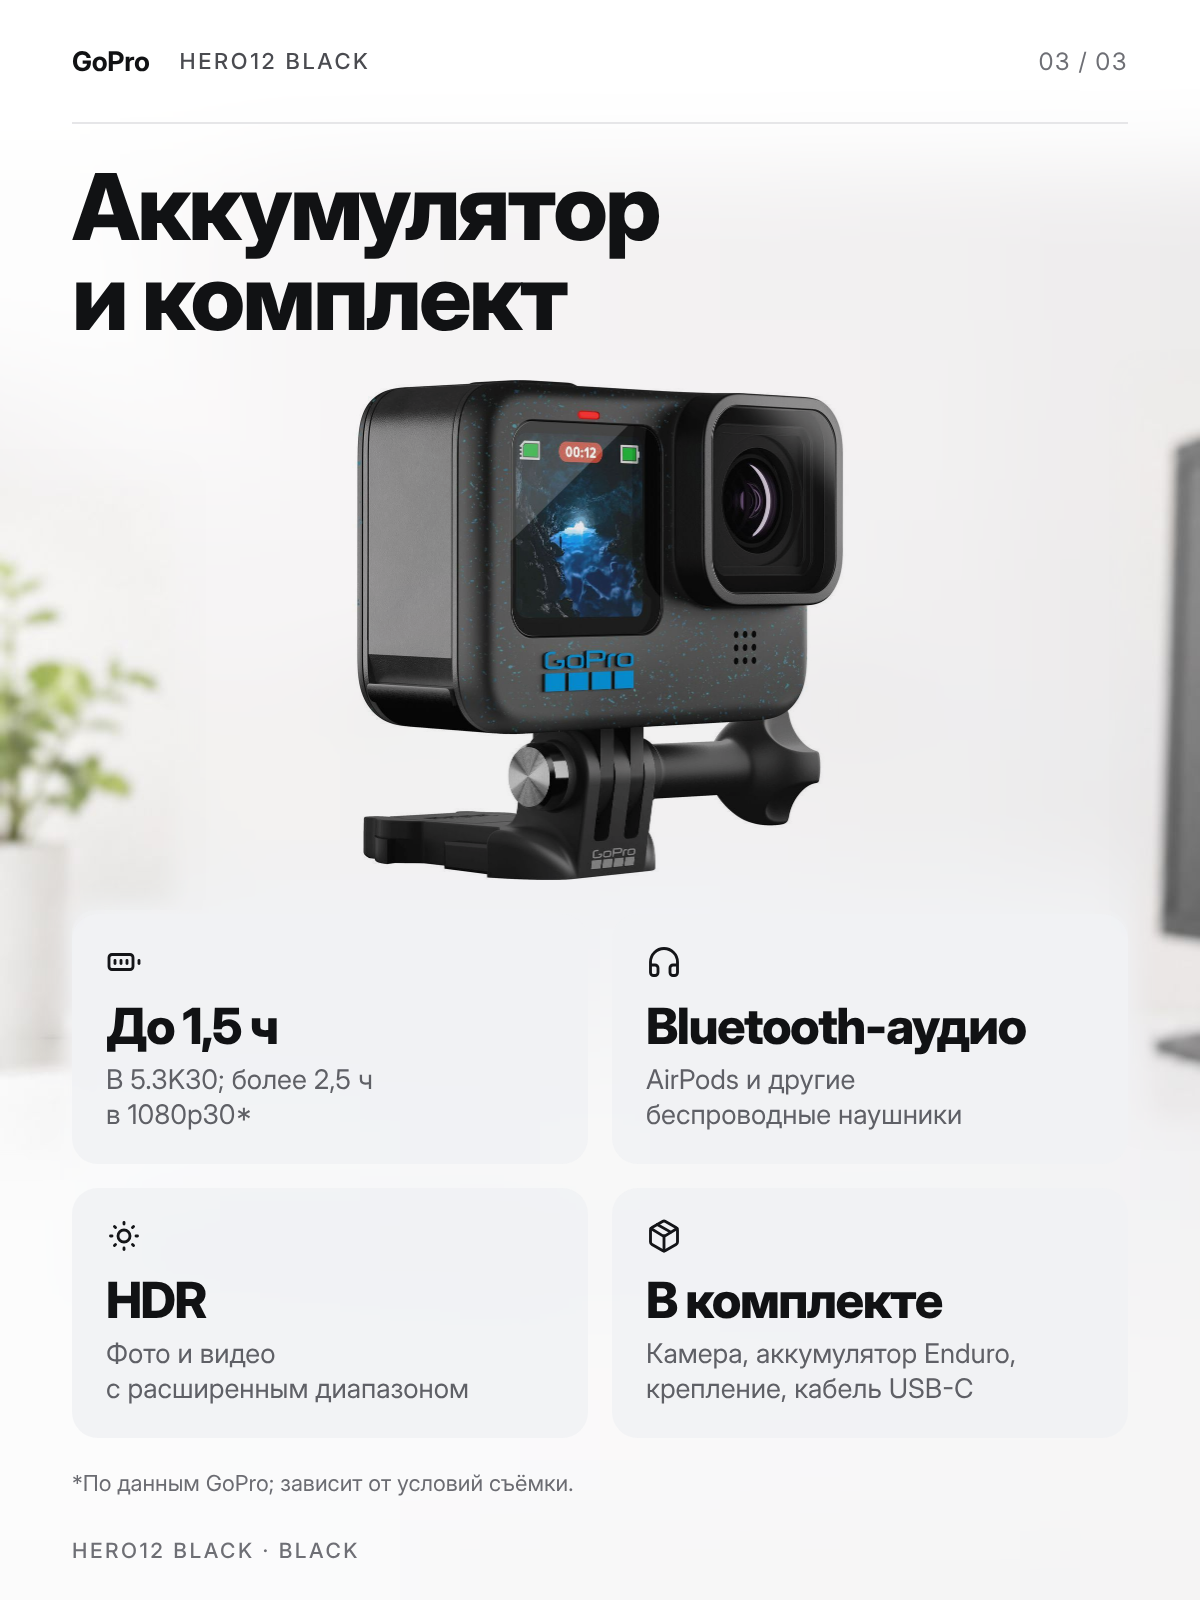 GoPro HERO12 BLACK 03 / 03
Аккумулятор
и комплект
00:12
GoPro
GoPro
До 1,5 ч
В 5.3K30; более 2,5 ч
в 1080p30*
Bluetooth-аудио
AirPods и другие
беспроводные наушники
HDR
Фото и видео
с расширенным диапазоном
В комплекте
Камера, аккумулятор Enduro,
крепление, кабель USB-C
*По данным GoPro; зависит от условий съёмки.
HERO12 BLACK · BLACK